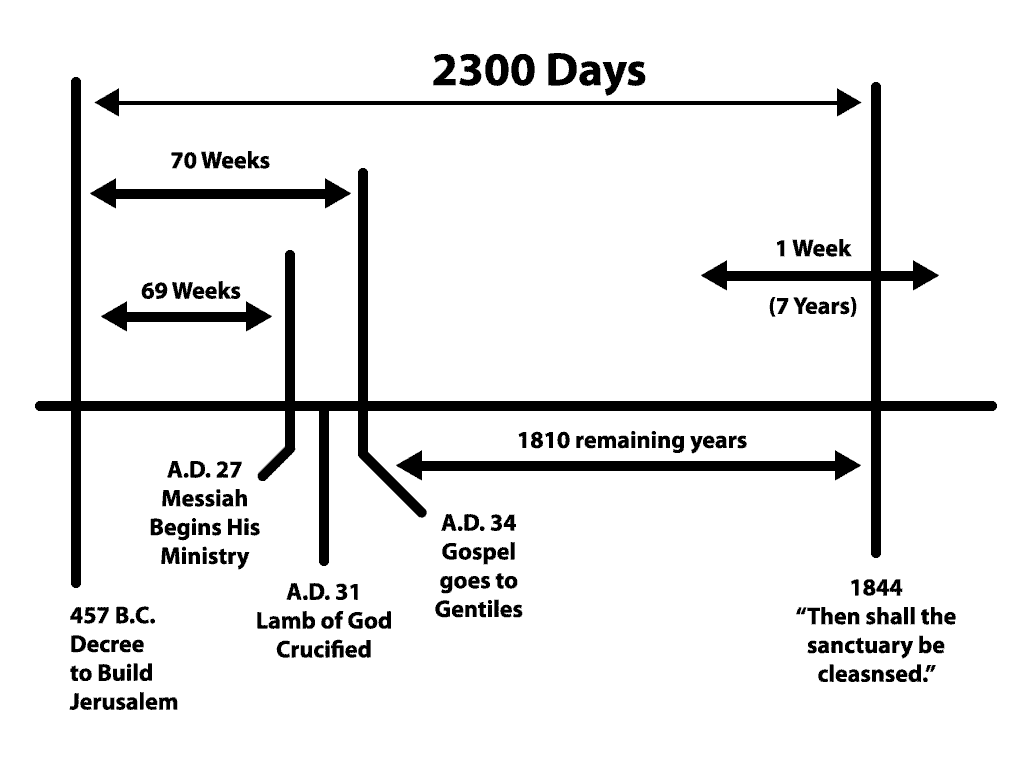 2300 Days
70 Weeks
1 Week
(7 Years)
69 Weeks
1810 remaining years
A.D. 27
Messiah
Begins His
Ministry
A.D. 34
Gospel
goes to
Gentiles
A.D. 31
Lamb of God
Crucified
457 B.C.
Decree
to Build
Jerusalem
1844
“Then shall the
sanctuary be
cleasnsed.”